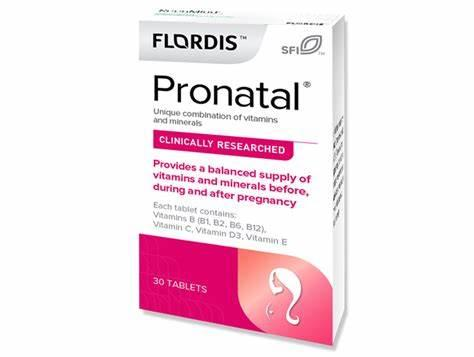 FLORDIS™
SFI™
Pronatal®
Unique combination of vitamins
and minerals
CLINICALLY RESEARCHED
Provides a balanced supply of
vitamins and minerals before,
during and after pregnancy
Each tablet contains:
Vitamins B (B1, B2, B6, B12),
Vitamin C, Vitamin D3, Vitamin E
30 TABLETS